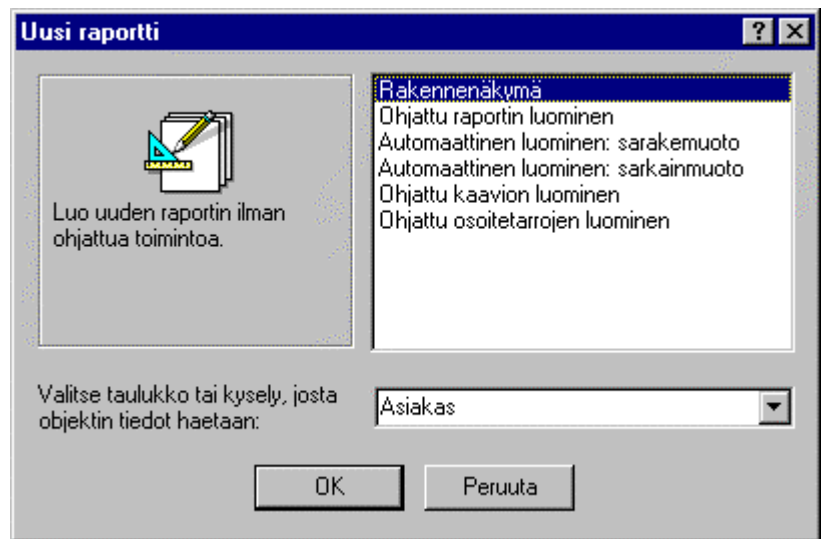 Uusi raportti
Luo uuden raportin ilman
ohjattua toimintoa.
Rakennenäkymä
Ohjattu raportin luominen
Automaattinen luominen: sarakemuoto
Automaattinen luominen: sarkainmuoto
Ohjattu kaavion luominen
Ohjattu osoitetarrojen luominen
Valitse taulukko tai kysely, josta
objektin tiedot haetaan:
Asiakas
OK
Peruuta